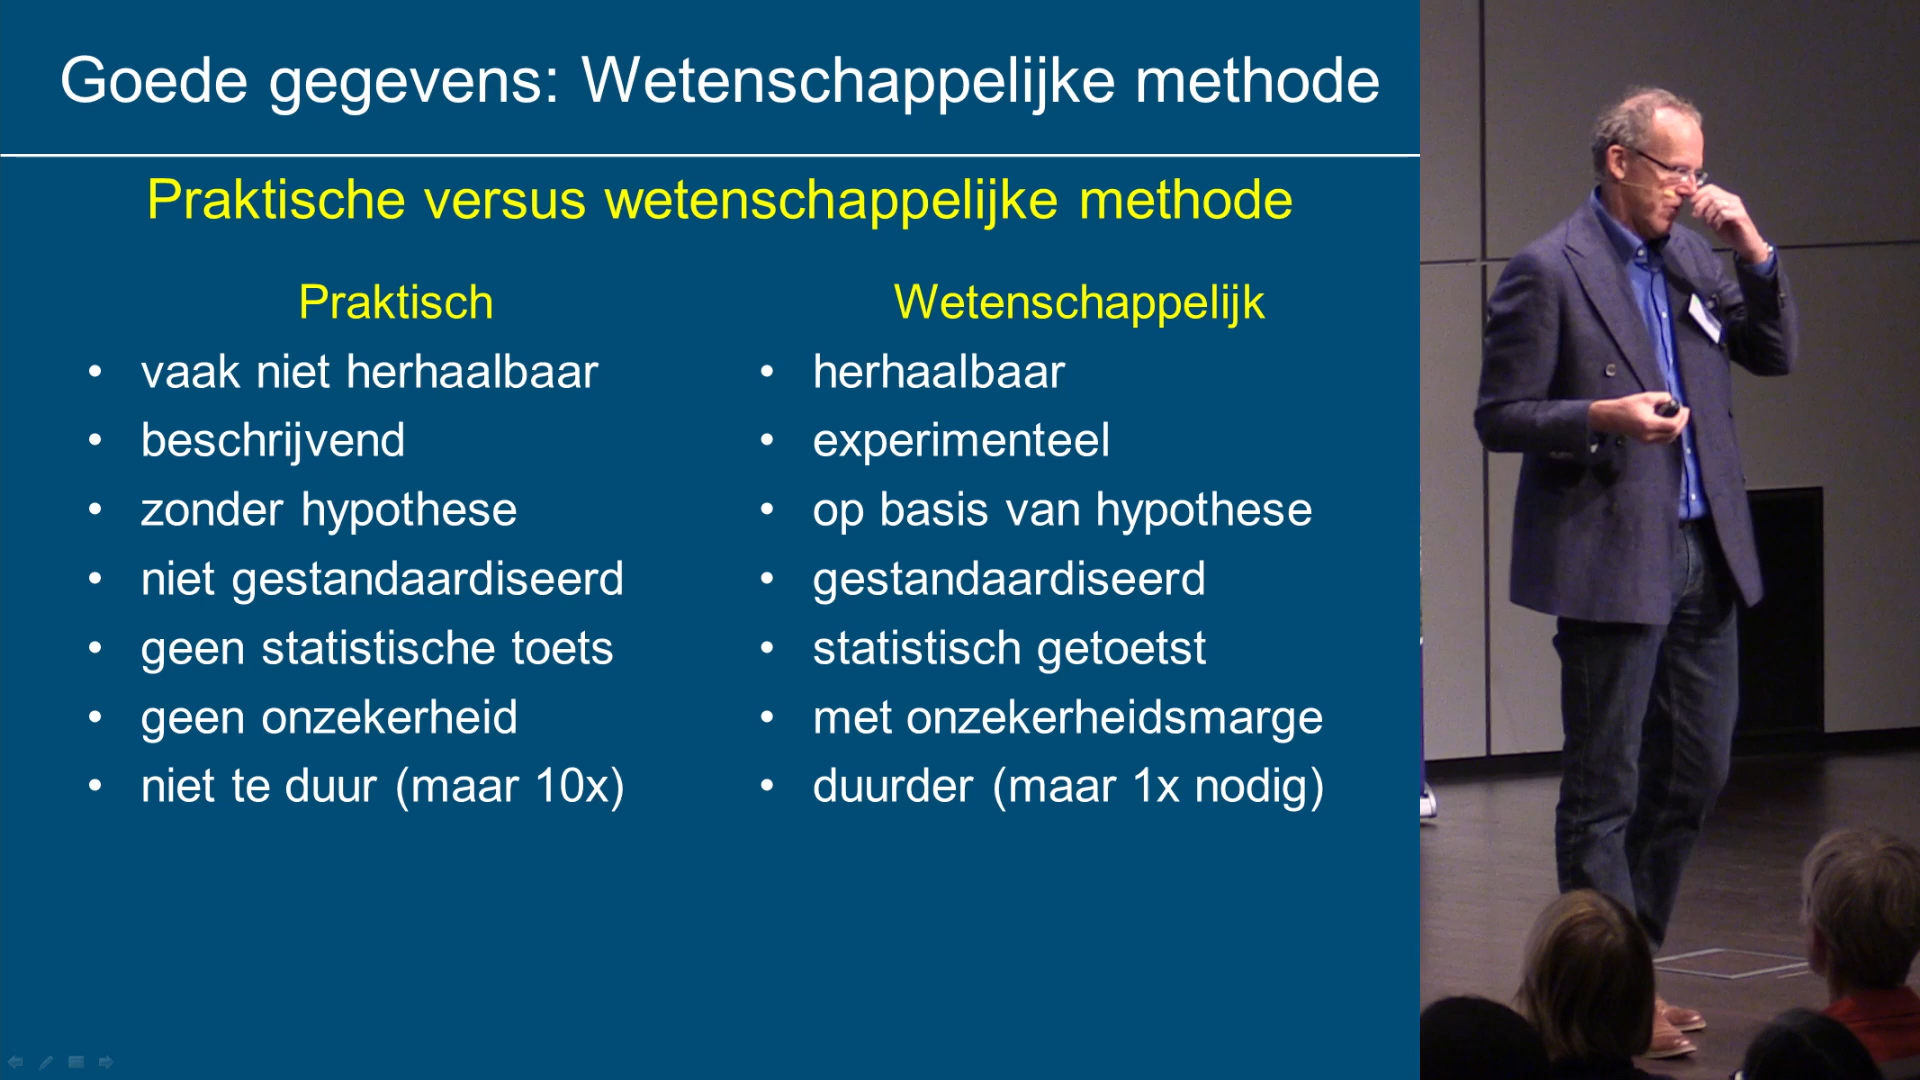 Goede gegevens: Wetenschappelijke methode
Praktische versus wetenschappelijke methode
Praktisch
• vaak niet herhaalbaar
• beschrijvend
• zonder hypothese
• niet gestandaardiseerd
• geen statistische toets
• geen onzekerheid
• niet te duur (maar 10x)
Wetenschappelijk
• herhaalbaar
• experimenteel
• op basis van hypothese
• gestandaardiseerd
• statistisch getoetst
• met onzekerheidsmarge
• duurder (maar 1x nodig)